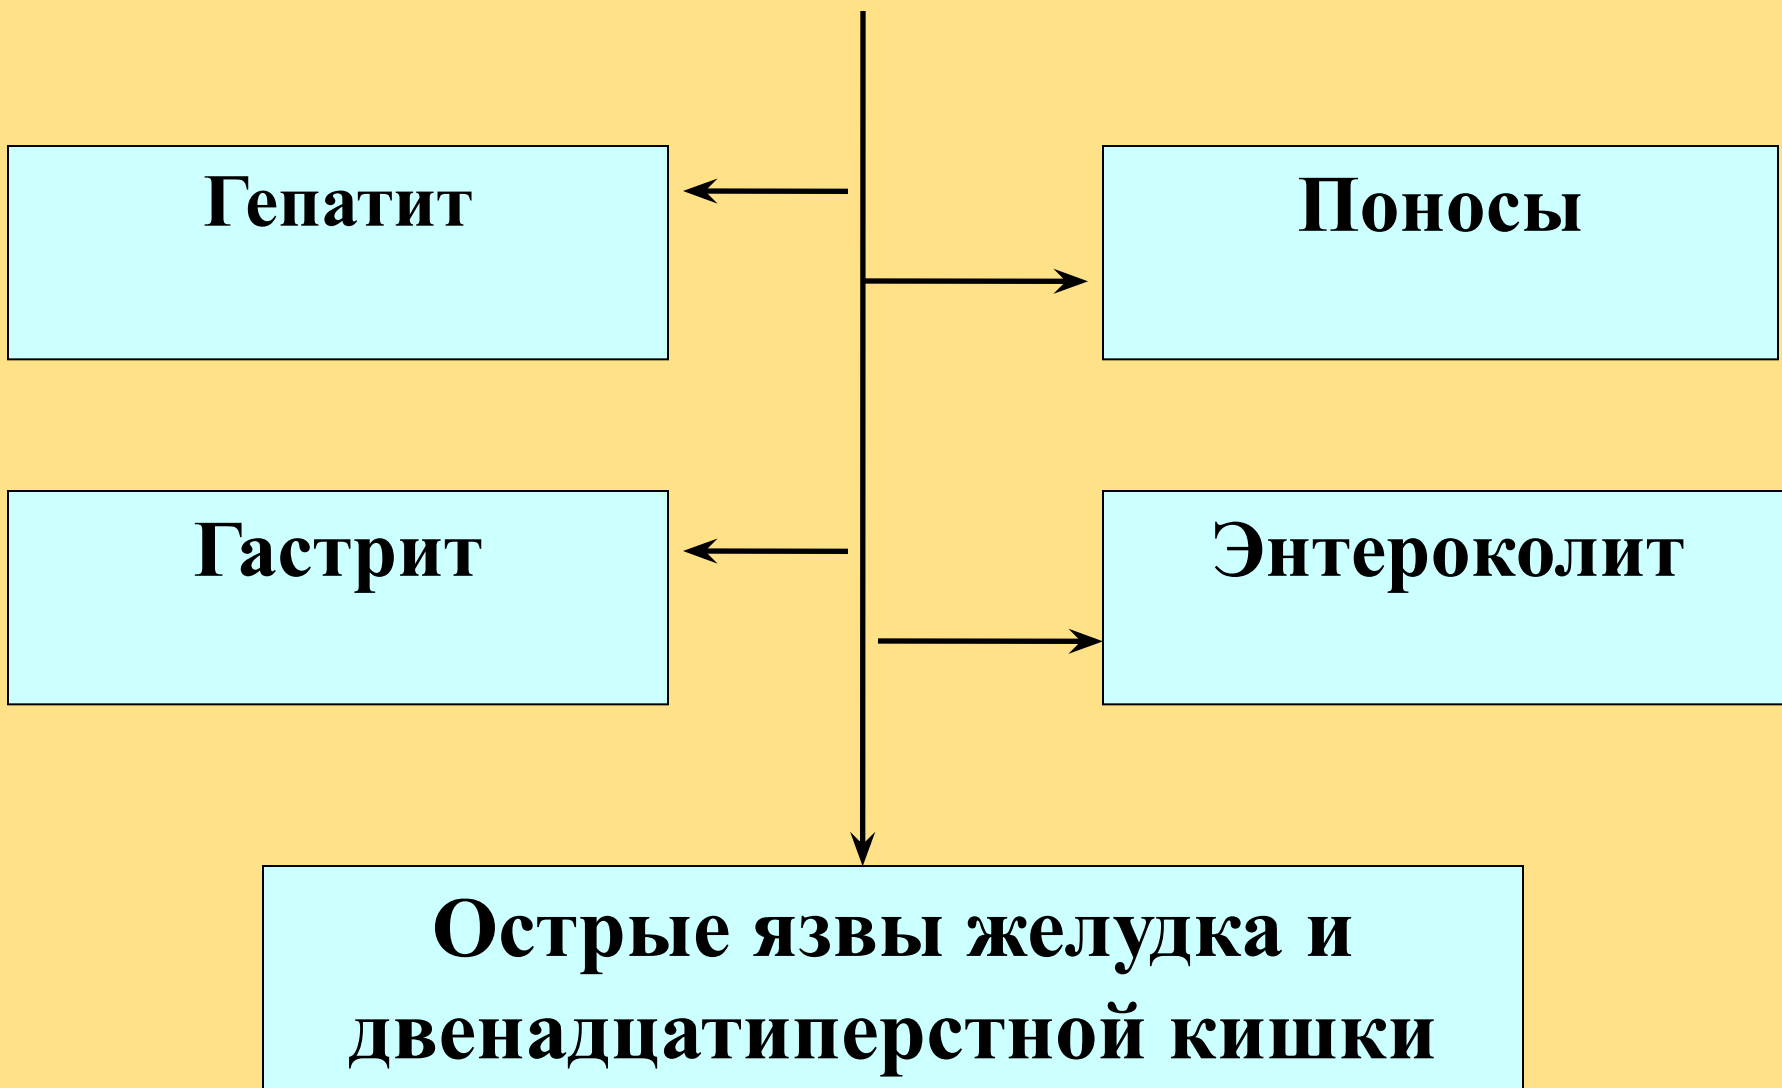 Гепатит
Поносы
Гастрит
Энтероколит
Острые язвы желудка и
двенадцатиперстной кишки